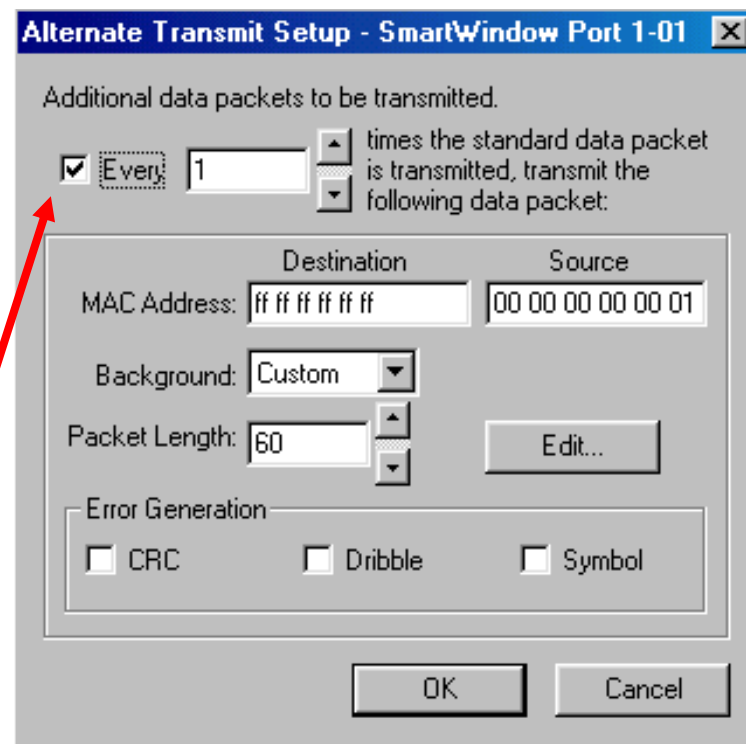 Alternate Transmit Setup - SmartWindow Port 1-01
Additional data packets to be transmitted.
Every 1 times the standard data packet
is transmitted, transmit the
following data packet:
Destination Source
MAC Address: ff ff ff ff ff ff 00 00 00 00 00 01
Background: Custom
Packet Length: 60 Edit...
Error Generation
CRC Dribble Symbol
OK Cancel